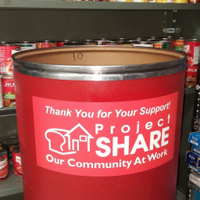 Thank You for Your Support!
Project
SHARE
Our Community At Work